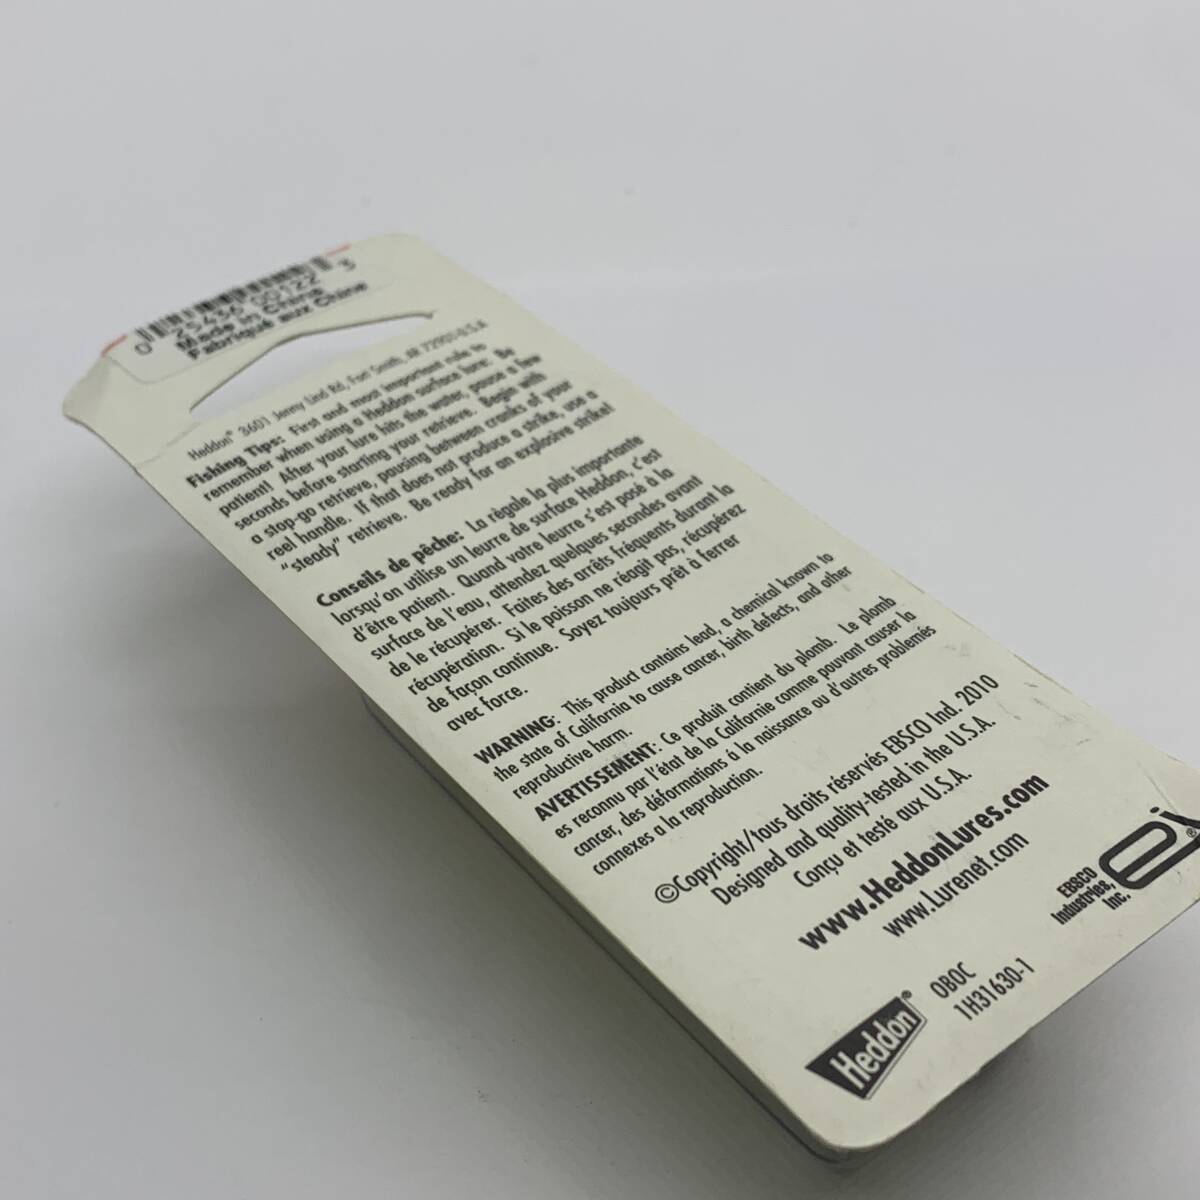 0 25436 00122 3
Made in China
Fabriqué aux Chine
Heddon® 3601 Jenny Lind Rd, Fort Smith, AR 72901-U.S.A
Fishing Tips: First and most important rule to
remember when using a Heddon surface lure: Be
patient! After your lure hits the water, pause a few
seconds before starting your retrieve. Begin with
a stop-go retrieve, pausing between cranks of your
reel handle. If that does not produce a strike, use a
"steady" retrieve. Be ready for an explosive strike!
Conseils de pêche: La régale la plus importante
lorsqu'on utilise un leurre de surface Heddon, c'est
d'être patient. Quand votre leurre s'est posé à la
surface de l'eau, attendez quelques secondes avant
de le récupérer. Faites des arrêts fréquents durant la
récupération. Si le poisson ne réagit pas, récupérez
de façon continue. Soyez toujours prêt à ferrer
avec force.
WARNING: This product contains lead, a chemical known to
the state of California to cause cancer, birth defects, and other
reproductive harm.
AVERTISSEMENT: Ce produit contient du plomb. Le plomb
es reconnu par l'état de la Californie comme pouvant causer la
cancer, des déformations á la naissance ou d'autres problemés
connexes a la reproduction.
©Copyright/tous droits réservés EBSCO Ind. 2010
Designed and quality-tested in the U.S.A.
Conçu et testé aux U.S.A.
www.HeddonLures.com
www.Lurenet.com
EBSCO
Industries,
Inc.
®
Heddon®
OBOC
1H31630-1